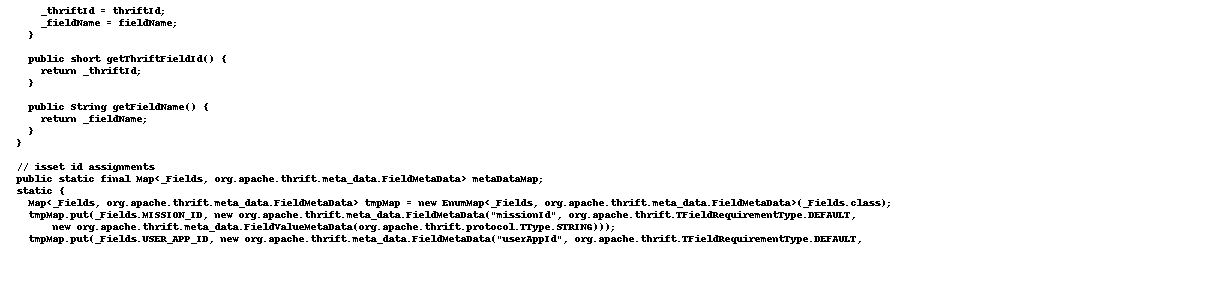 _thriftId = thriftId;
_fieldName = fieldName;
}
public short getThriftFieldId() {
return _thriftId;
}
public String getFieldName() {
return _fieldName;
}
}
// isset id assignments
public static final Map<_Fields, org.apache.thrift.meta_data.FieldMetaData> metaDataMap;
static {
Map<_Fields, org.apache.thrift.meta_data.FieldMetaData> tmpMap = new EnumMap<_Fields, org.apache.thrift.meta_data.FieldMetaData>(_Fields.class);
tmpMap.put(_Fields.MISSION_ID, new org.apache.thrift.meta_data.FieldMetaData("missionId", org.apache.thrift.TFieldRequirementType.DEFAULT,
new org.apache.thrift.meta_data.FieldValueMetaData(org.apache.thrift.protocol.TType.STRING)));
tmpMap.put(_Fields.USER_APP_ID, new org.apache.thrift.meta_data.FieldMetaData("userAppId", org.apache.thrift.TFieldRequirementType.DEFAULT,